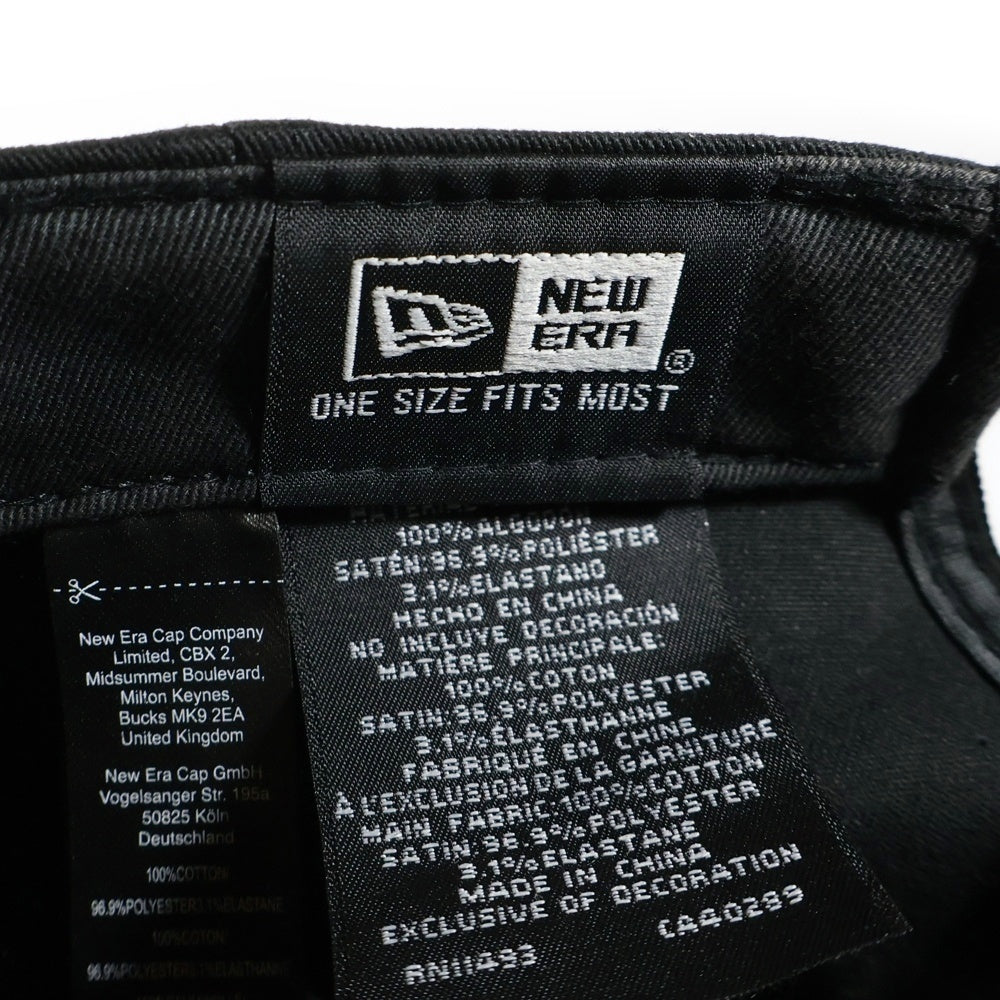 NEW
ERA
®
ONE SIZE FITS MOST
100% ALGODÓN
SATÉN: 96.9% POLIÉSTER
3.1% ELASTANO
HECHO EN CHINA
NO INCLUYE DECORACIÓN
MATIÈRE PRINCIPALE:
100% COTON
SATIN: 96.9% POLYESTER
3.1% ÉLASTHANNE
FABRIQUÉ EN CHINE
À L'EXCLUSION DE LA GARNITURE
MAIN FABRIC: 100% COTTON
SATIN: 96.9% POLYESTER
3.1% ELASTANE
MADE IN CHINA
EXCLUSIVE OF DECORATION
RN11493 CA40299
New Era Cap Company
Limited, CBX 2,
Midsummer Boulevard,
Milton Keynes,
Bucks MK9 2EA
United Kingdom
New Era Cap GmbH
Vogelsanger Str. 195a
50825 Köln
Deutschland
100%COTTON
96.9%POLYESTER3.1%ELASTANE
100%COTON
96.9%POLYESTER3.1%ELASTHANNE